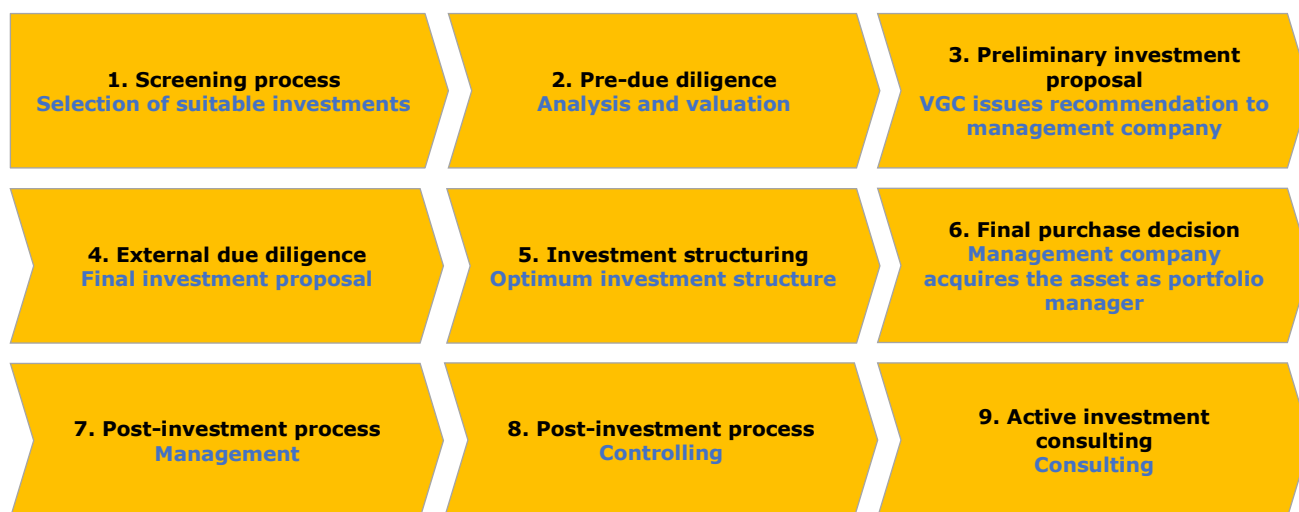 1. Screening process
Selection of suitable investments
2. Pre-due diligence
Analysis and valuation
3. Preliminary investment
proposal
VGC issues recommendation to
management company
4. External due diligence
Final investment proposal
5. Investment structuring
Optimum investment structure
6. Final purchase decision
Management company
acquires the asset as portfolio
manager
7. Post-investment process
Management
8. Post-investment process
Controlling
9. Active investment
consulting
Consulting